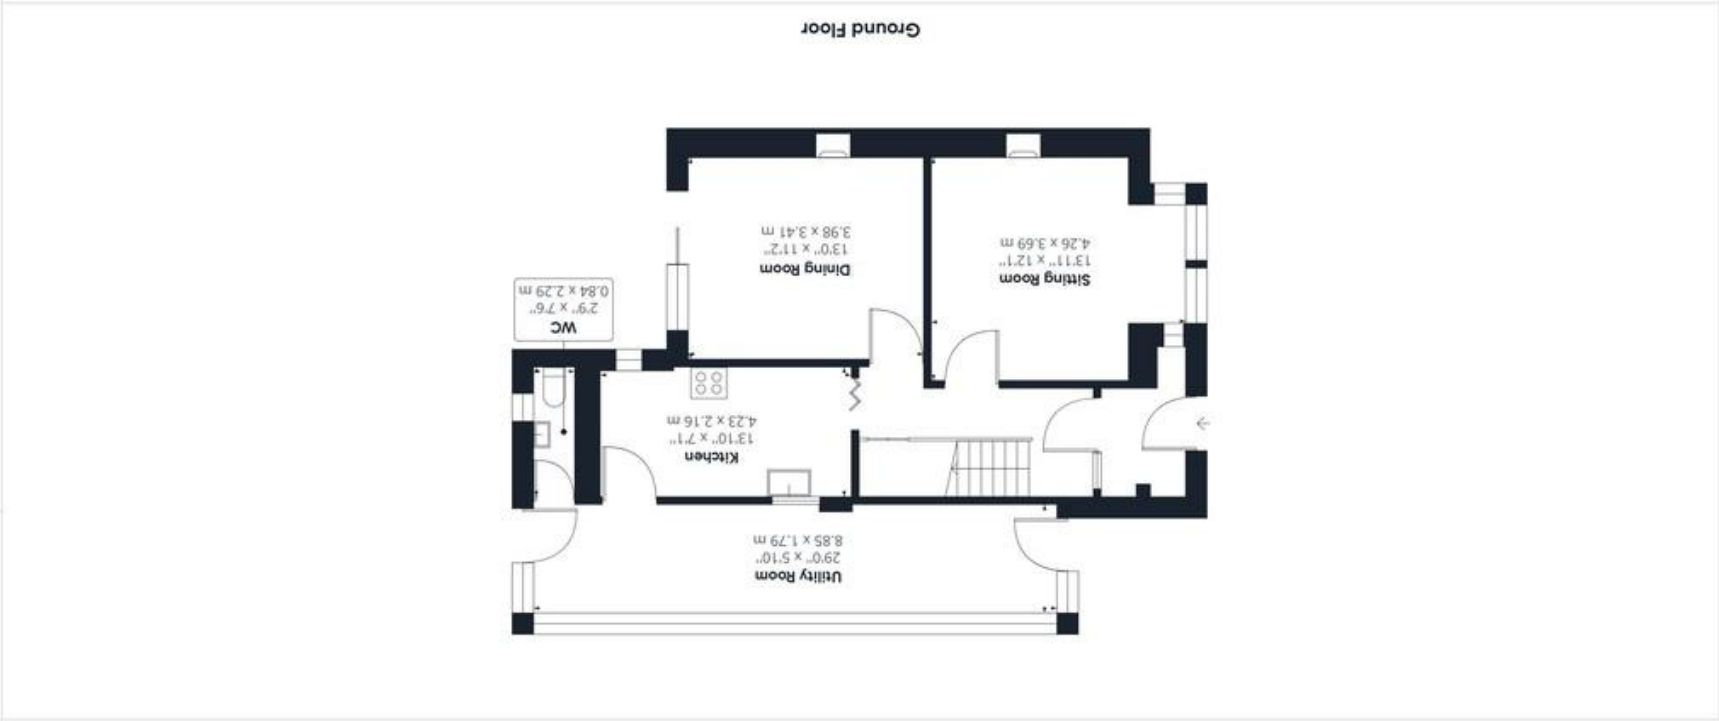 Utility Room
29'0" x 5'10"
8.85 x 1.79 m
Kitchen
13'10" x 7'1"
4.23 x 2.16 m
WC
2'9" x 7'6"
0.84 x 2.29 m
Sitting Room
13'11" x 12'1"
4.26 x 3.69 m
Dining Room
13'0" x 11'2"
3.98 x 3.41 m
Ground Floor